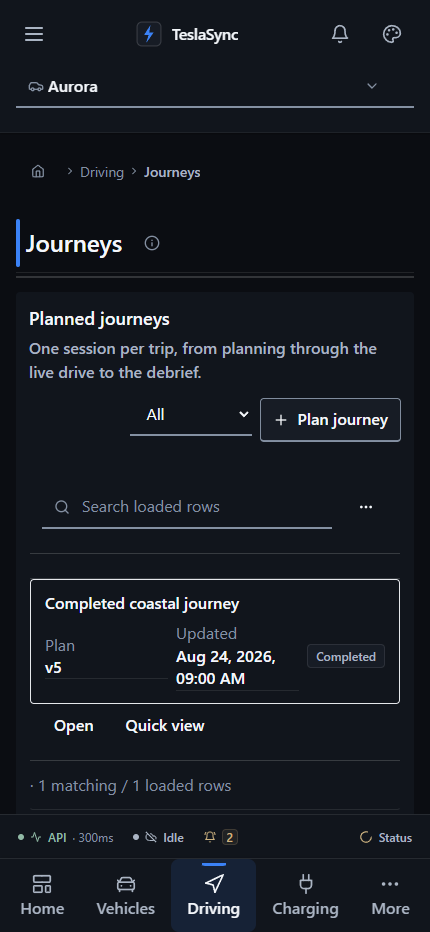 TeslaSync
Aurora
Driving
Journeys
Journeys
Planned journeys
One session per trip, from planning through the
live drive to the debrief.
All
Plan journey
Search loaded rows
Completed coastal journey
Plan
v5
Updated
Aug 24, 2026,
09:00 AM
Completed
Open
Quick view
· 1 matching / 1 loaded rows
API · 300ms
Idle
2
Status
Home
Vehicles
Driving
Charging
More